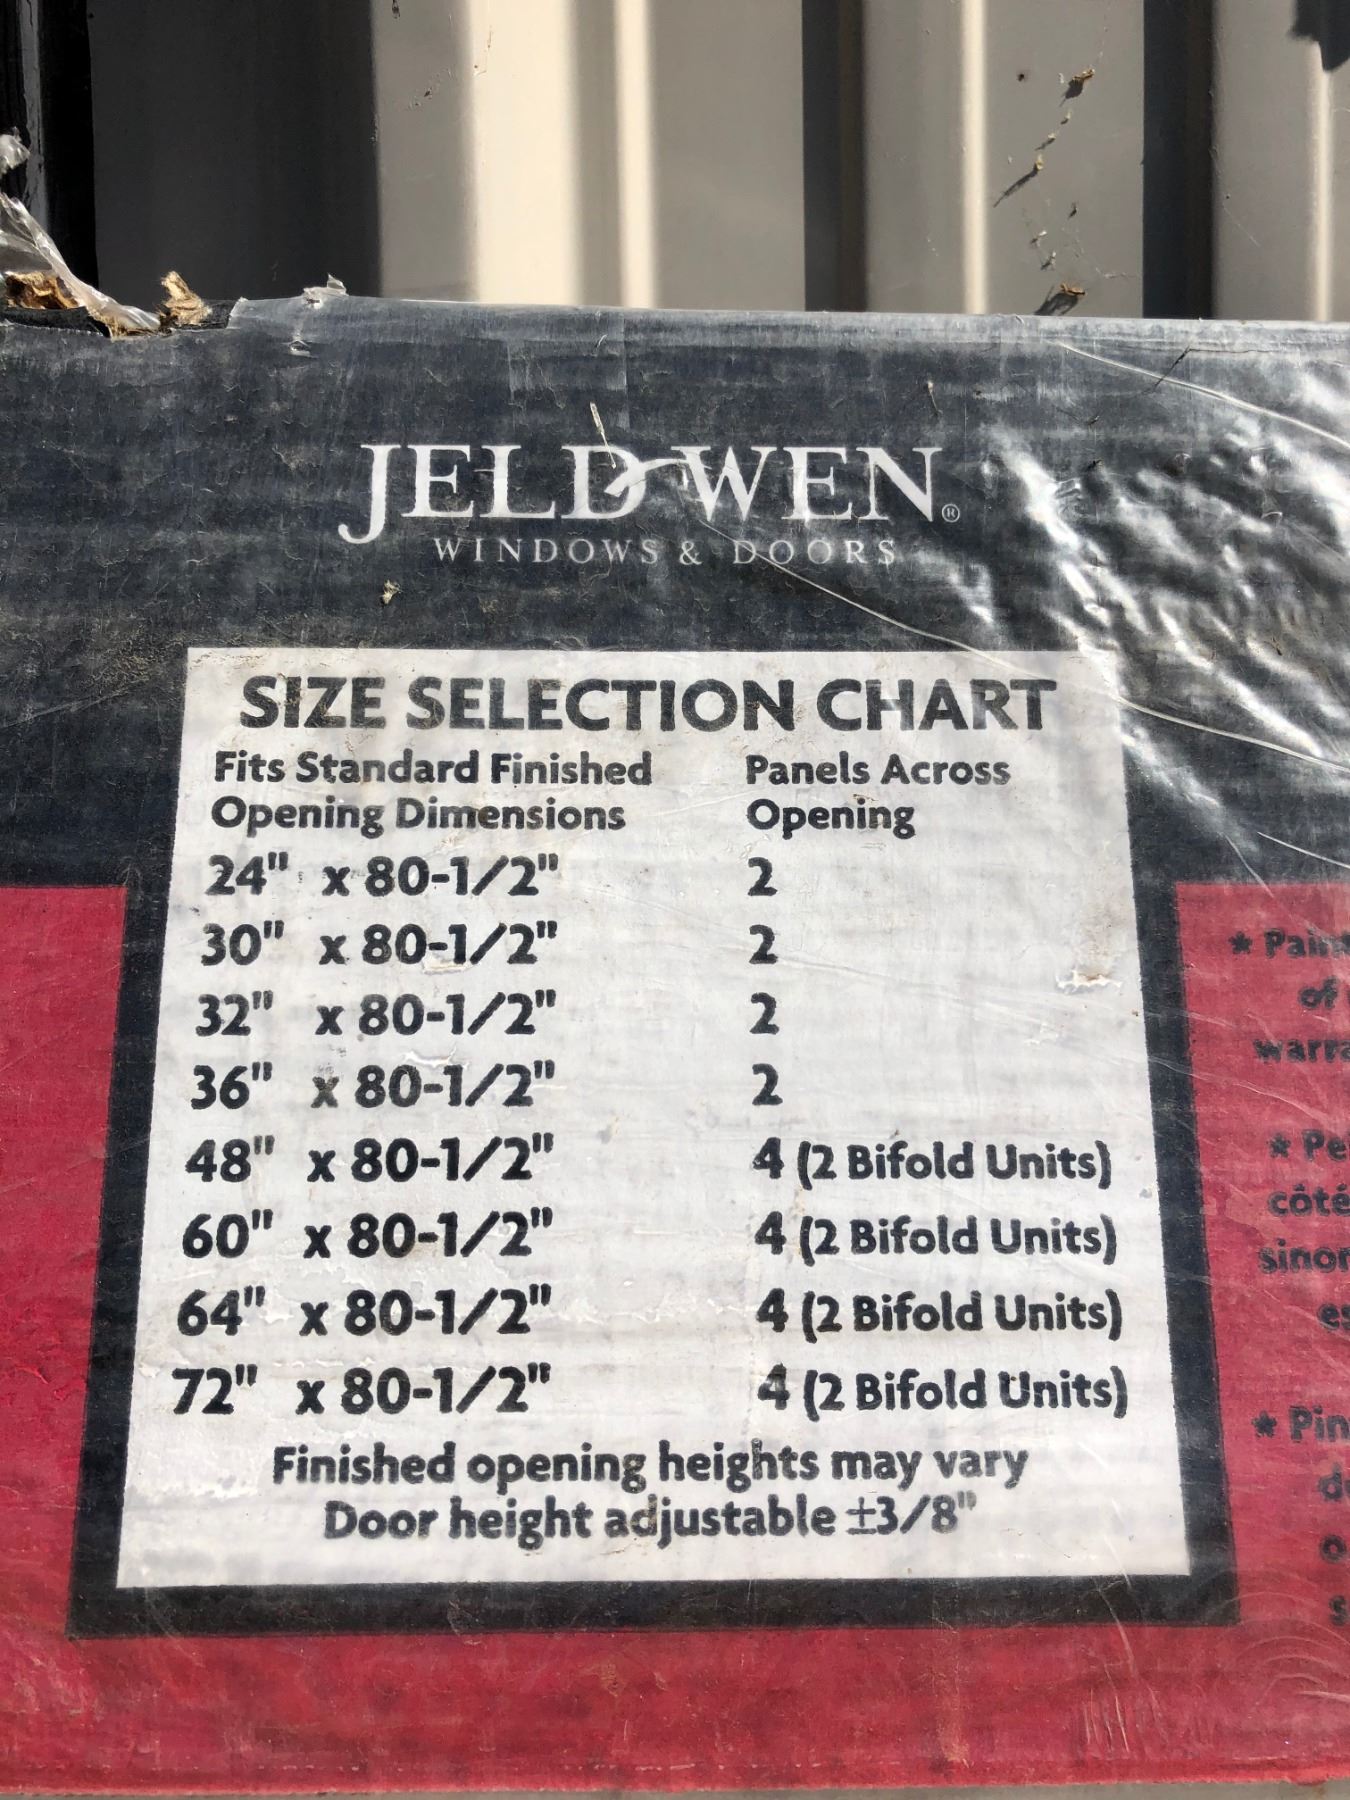 JELD-WEN®
WINDOWS & DOORS
SIZE SELECTION CHART
Fits Standard Finished Opening Dimensions Panels Across Opening
24" x 80-1/2" 2
30" x 80-1/2" 2
32" x 80-1/2" 2
36" x 80-1/2" 2
48" x 80-1/2" 4 (2 Bifold Units)
60" x 80-1/2" 4 (2 Bifold Units)
64" x 80-1/2" 4 (2 Bifold Units)
72" x 80-1/2" 4 (2 Bifold Units)
Finished opening heights may vary
Door height adjustable ±3/8"
★
of
★
côté
★